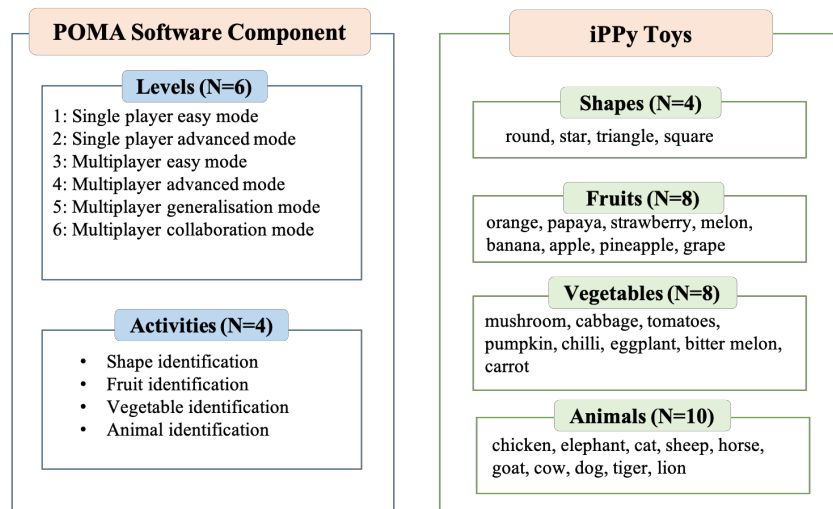 POMA Software Component
Levels (N=6)
1: Single player easy mode
2: Single player advanced mode
3: Multiplayer easy mode
4: Multiplayer advanced mode
5: Multiplayer generalisation mode
6: Multiplayer collaboration mode
Activities (N=4)
• Shape identification
• Fruit identification
• Vegetable identification
• Animal identification
iPPy Toys
Shapes (N=4)
round, star, triangle, square
Fruits (N=8)
orange, papaya, strawberry, melon,
banana, apple, pineapple, grape
Vegetables (N=8)
mushroom, cabbage, tomatoes,
pumpkin, chilli, eggplant, bitter melon,
carrot
Animals (N=10)
chicken, elephant, cat, sheep, horse,
goat, cow, dog, tiger, lion